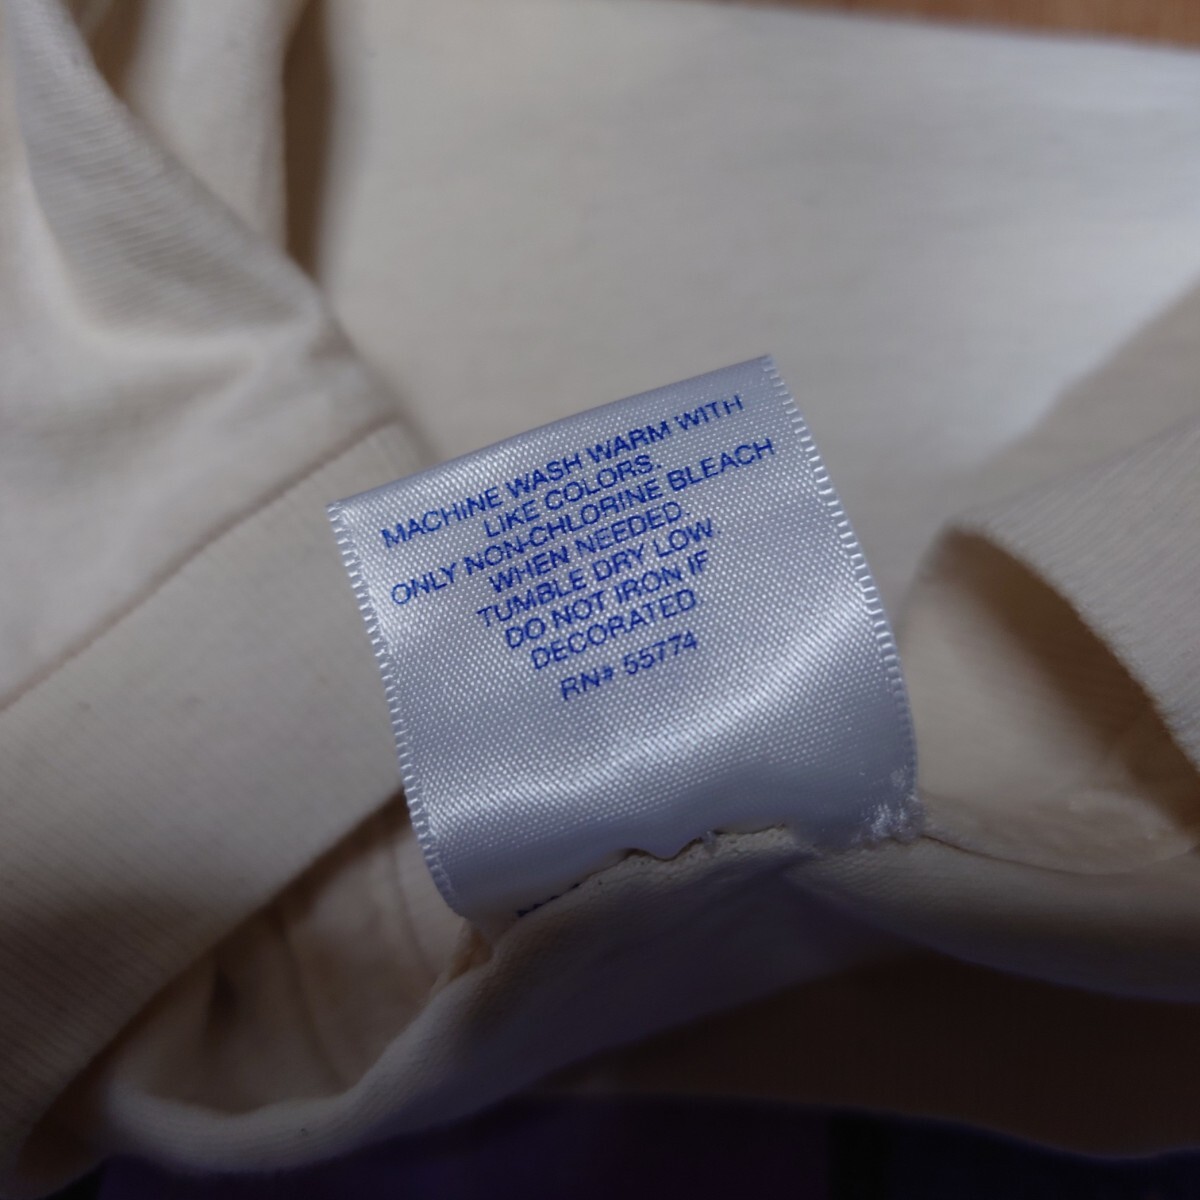 MACHINE WASH WARM WITH
LIKE COLORS.
ONLY NON-CHLORINE BLEACH
WHEN NEEDED.
TUMBLE DRY LOW
DO NOT IRON IF
DECORATED
RN# 55774